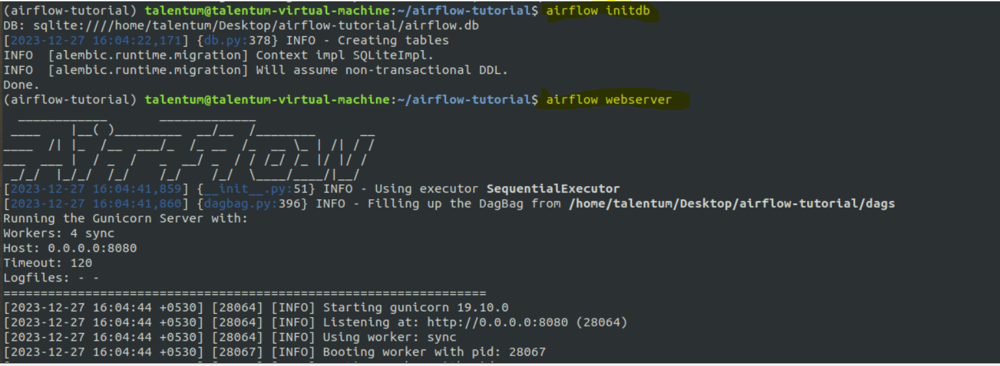 (airflow-tutorial) talentum@talentum-virtual-machine:~/airflow-tutorial$ airflow initdb
DB: sqlite:////home/talentum/Desktop/airflow-tutorial/airflow.db
[2023-12-27 16:04:22,171] {db.py:378} INFO - Creating tables
INFO  [alembic.runtime.migration] Context impl SQLiteImpl.
INFO  [alembic.runtime.migration] Will assume non-transactional DDL.
Done.
(airflow-tutorial) talentum@talentum-virtual-machine:~/airflow-tutorial$ airflow webserver
  ____________       _____________
 ____    |__( )_________  __/__  /________      __
____  /| |_  /__  ___/_  /_ __  /_  __ \_ | /| / /
___  ___ |  / _  /   _  __/ _  / / /_/ /_ |/ |/ /
 _/_/  |_/_/  /_/    /_/    /_/  \____/____/|__/
[2023-12-27 16:04:41,859] {__init__.py:51} INFO - Using executor SequentialExecutor
[2023-12-27 16:04:41,860] {dagbag.py:396} INFO - Filling up the DagBag from /home/talentum/Desktop/airflow-tutorial/dags
Running the Gunicorn Server with:
Workers: 4 sync
Host: 0.0.0.0:8080
Timeout: 120
Logfiles: - -
=================================================================
[2023-12-27 16:04:44 +0530] [28064] [INFO] Starting gunicorn 19.10.0
[2023-12-27 16:04:44 +0530] [28064] [INFO] Listening at: http://0.0.0.0:8080 (28064)
[2023-12-27 16:04:44 +0530] [28064] [INFO] Using worker: sync
[2023-12-27 16:04:44 +0530] [28067] [INFO] Booting worker with pid: 28067